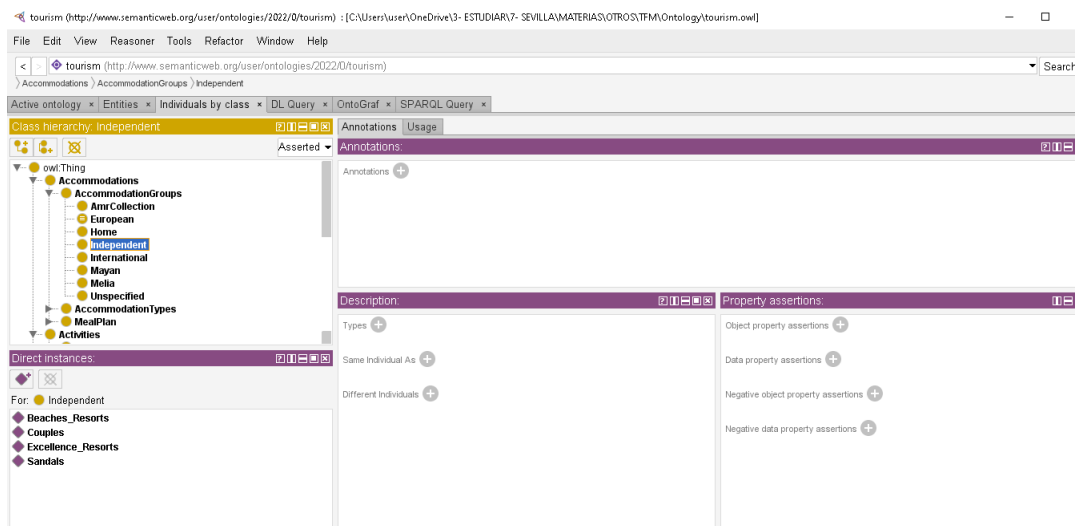 tourism (http://www.semanticweb.org/user/ontologies/2022/0/tourism) : [C:\Users\user\OneDrive\3- ESTUDIAR\7- SEVILLA\MATERIAS\OTROS\TFM\Ontology\tourism.owl]
File Edit View Reasoner Tools Refactor Window Help
< > tourism (http://www.semanticweb.org/user/ontologies/2022/0/tourism) Search
Accommodations AccommodationGroups Independent
Active ontology × Entities × Individuals by class × DL Query × OntoGraf × SPARQL Query ×
Class hierarchy: Independent
Asserted
owl:Thing
Accommodations
AccommodationGroups
AmrCollection
European
Home
Independent
International
Mayan
Melia
Unspecified
AccommodationTypes
MealPlan
Activities
Direct instances:
For: Independent
Beaches_Resorts
Couples
Excellence_Resorts
Sandals
Annotations Usage
Annotations:
Annotations
Description:
Types
Same Individual As
Different Individuals
Property assertions:
Object property assertions
Data property assertions
Negative object property assertions
Negative data property assertions